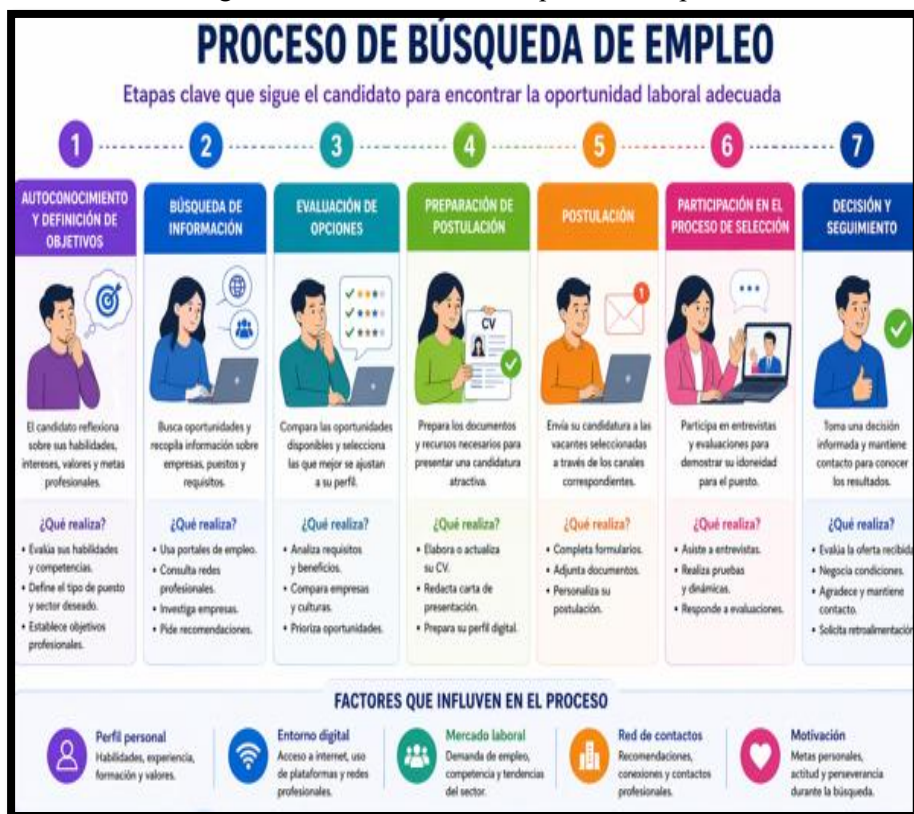 PROCESO DE BÚSQUEDA DE EMPLEO
Etapas clave que sigue el candidato para encontrar la oportunidad laboral adecuada
1
2
3
4
5
6
7
AUTOCONOCIMIENTO
Y DEFINICIÓN DE
OBJETIVOS
El candidato reflexiona
sobre sus habilidades,
intereses, valores y metas
profesionales.
¿Qué realiza?
• Evalúa sus habilidades
y competencias.
• Define el tipo de puesto
y sector deseado.
• Establece objetivos
profesionales.
BÚSQUEDA DE
INFORMACIÓN
Busca oportunidades y
recopila información sobre
empresas, puestos y
requisitos.
¿Qué realiza?
• Usa portales de empleo.
• Consulta redes
profesionales.
• Investiga empresas.
• Pide recomendaciones.
EVALUACIÓN DE
OPCIONES
Compara las oportunidades
disponibles y selecciona
las que mejor se ajustan
a su perfil.
¿Qué realiza?
• Analiza requisitos
y beneficios.
• Compara empresas
y culturas.
• Prioriza oportunidades.
PREPARACIÓN DE
POSTULACIÓN
CV
Prepara los documentos
y recursos necesarios para
presentar una candidatura
atractiva.
¿Qué realiza?
• Elabora o actualiza
su CV.
• Redacta carta de
presentación.
• Prepara su perfil digital.
POSTULACIÓN
1
Envía su candidatura a las
vacantes seleccionadas
a través de los canales
correspondientes.
¿Qué realiza?
• Completa formularios.
• Adjunta documentos.
• Personaliza su
postulación.
PARTICIPACIÓN EN EL
PROCESO DE SELECCIÓN
Participa en entrevistas
y evaluaciones para
demostrar su idoneidad
para el puesto.
¿Qué realiza?
• Asiste a entrevistas.
• Realiza pruebas
y dinámicas.
• Responde a evaluaciones.
DECISIÓN Y
SEGUIMIENTO
Toma una decisión
informada y mantiene
contacto para conocer
los resultados.
¿Qué realiza?
• Evalúa la oferta recibida
• Negocia condiciones.
• Agradece y mantiene
contacto.
• Solicita retroalimentación
FACTORES QUE INFLUVEN EN EL PROCESO
Perfil personal
Habilidades, experiencia,
formación y valores.
Entorno digital
Acceso a internet, uso
de plataformas y redes
profesionales.
Mercado laboral
Demanda de empleo,
competencia y tendencias
del sector.
Red de contactos
Recomendaciones,
conexiones y contactos
profesionales.
Motivación
Metas personales,
actitud y perseverancia
durante la búsqueda.